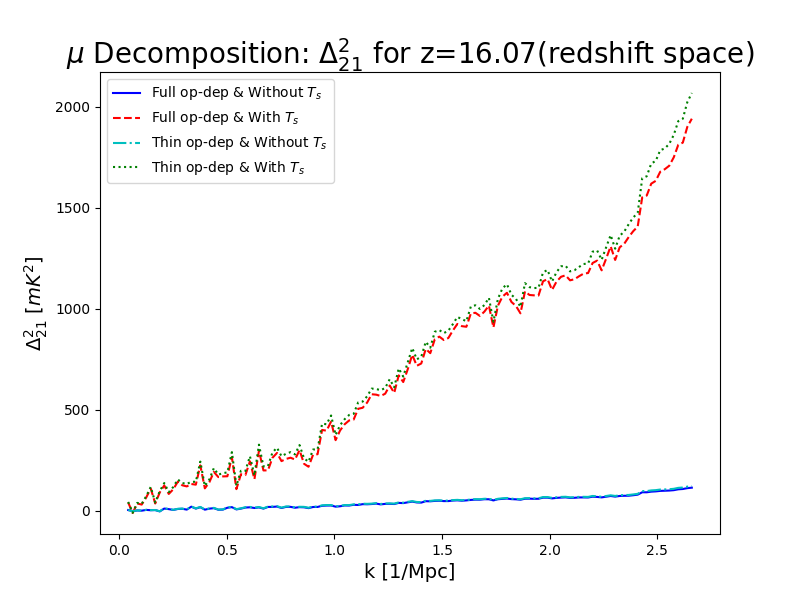 μ Decomposition: Δ²₂₁ for z=16.07(redshift space)
Full op-dep & Without Tₛ
Full op-dep & With Tₛ
Thin op-dep & Without Tₛ
Thin op-dep & With Tₛ
Δ²₂₁ [mK²]
2000
1500
1000
500
0
0.0 0.5 1.0 1.5 2.0 2.5
k [1/Mpc]